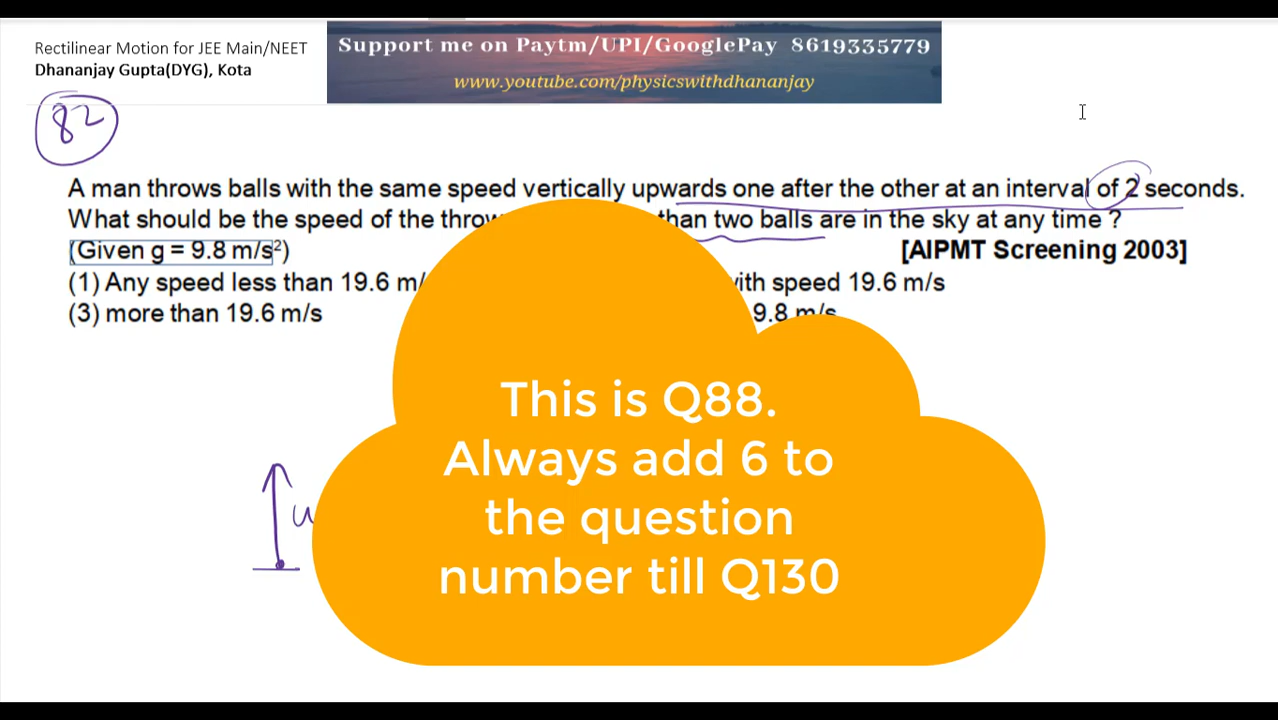 Rectilinear Motion for JEE Main/NEET
Dhananjay Gupta(DYG), Kota
Support me on Paytm/UPI/GooglePay 8619335779
www.youtube.com/physicswithdhananjay
82
A man throws balls with the same speed vertically upwards one after the other at an interval of 2 seconds.
What should be the speed of the than two balls are in the sky at any time ?
(Given g = 9.8 m/s²) [AIPMT Screening 2003]
(1) Any speed less than 19.6 speed 19.6 m/s
(3) more than 19.6 m/s 9.8 m/s
This is Q88.
Always add 6 to
the question
number till Q130
u